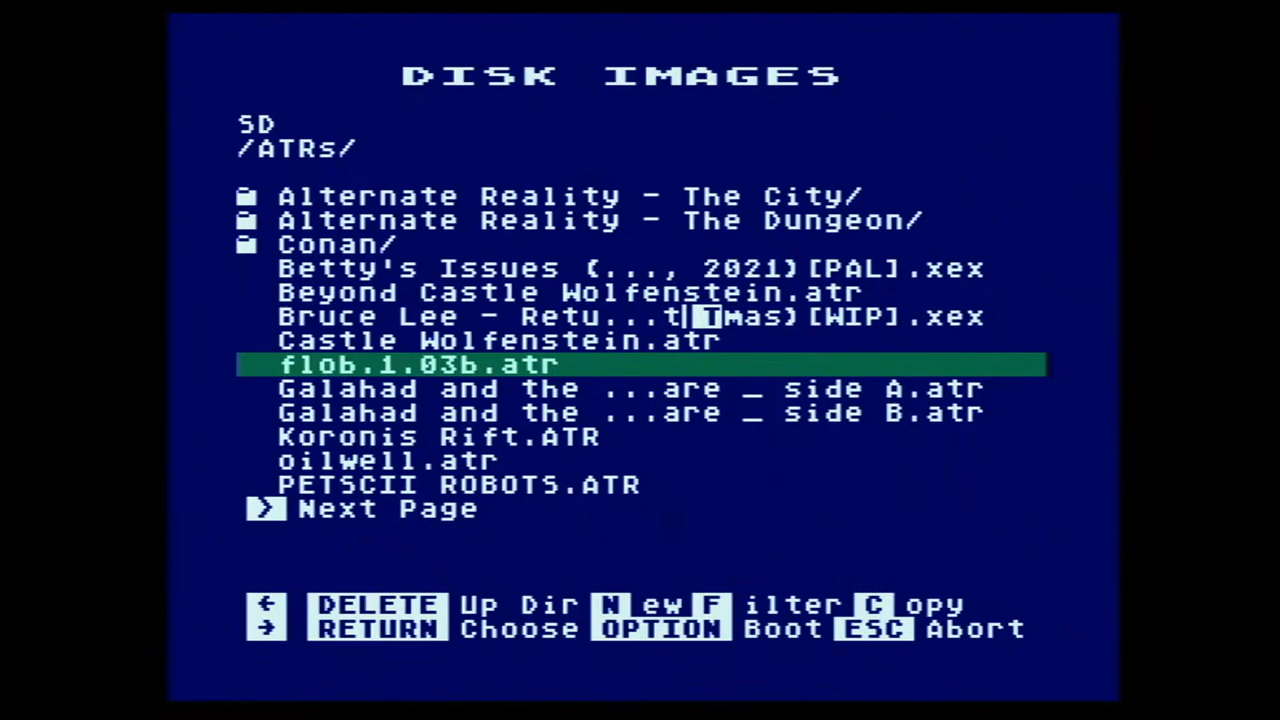 DISK IMAGES
SD
/ATRs/
Alternate Reality - The City/
Alternate Reality - The Dungeon/
Conan/
Betty's Issues (..., 2021)[PAL].xex
Beyond Castle Wolfenstein.atr
Bruce Lee - Retu...t|Tmas)[WIP].xex
Castle Wolfenstein.atr
flob.1.03b.atr
Galahad and the ...are _ side A.atr
Galahad and the ...are _ side B.atr
Koronis Rift.ATR
oilwell.atr
PETSCII ROBOTS.ATR
> Next Page
← DELETE Up Dir New Filter Copy
→ RETURN Choose OPTION Boot ESC Abort